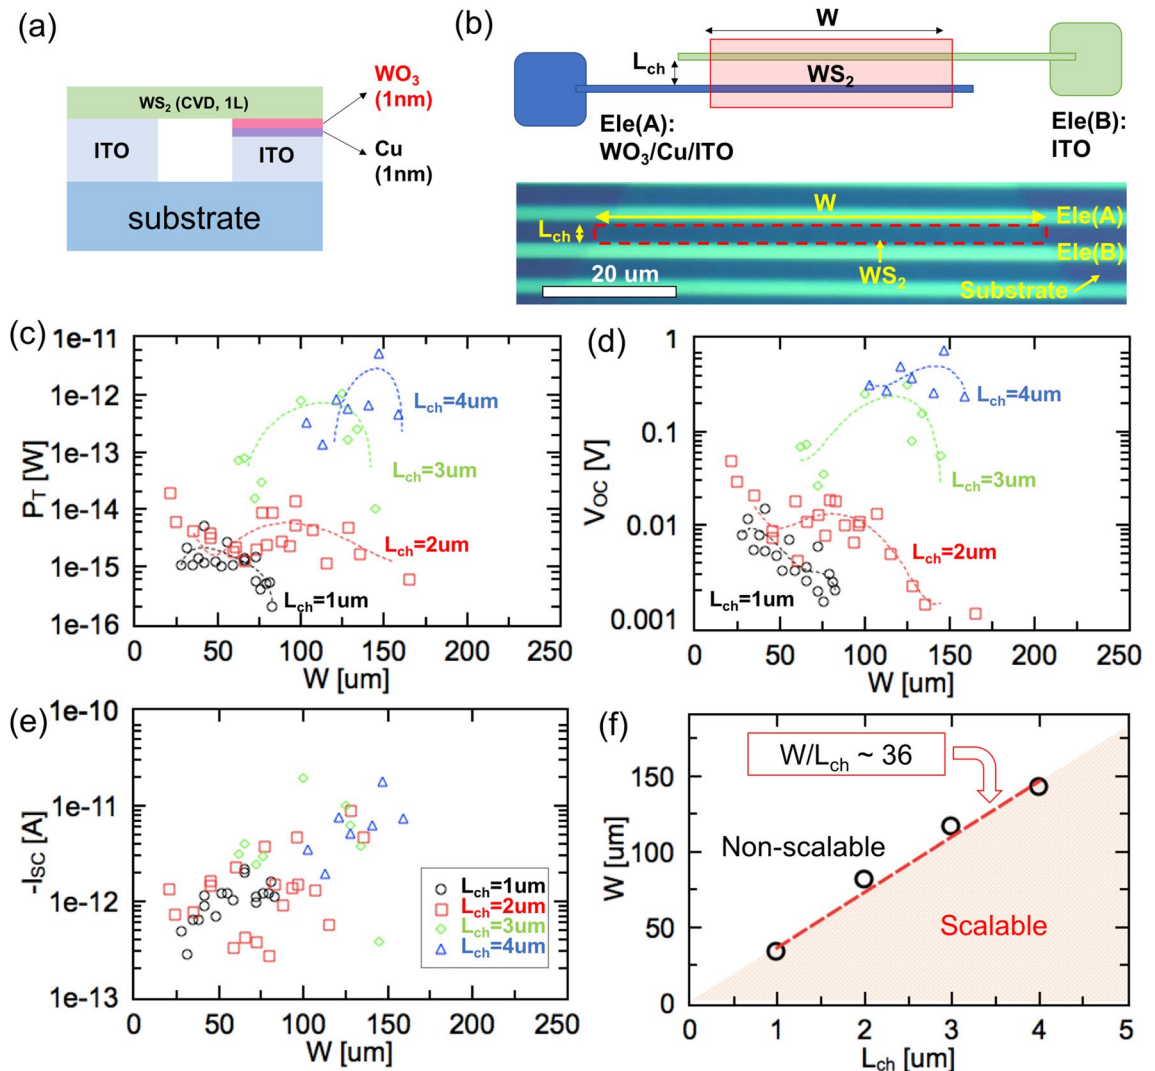 (a)
WO₃
(1nm)
WS₂ (CVD, 1L)
ITO
ITO
Cu
(1nm)
substrate
(b)
W
Lch
WS₂
Ele(A):
WO₃/Cu/ITO
Ele(B):
ITO
W
Ele(A)
Lch
Ele(B)
20 um
WS₂
Substrate
(c)
1e-11
1e-12
1e-13
1e-14
1e-15
1e-16
PT [W]
Lch=4um
Lch=3um
Lch=2um
Lch=1um
0 50 100 150 200 250
W [um]
(d)
1
0.1
0.01
0.001
VOC [V]
Lch=4um
Lch=3um
Lch=2um
Lch=1um
0 50 100 150 200 250
W [um]
(e)
1e-10
1e-11
1e-12
1e-13
-ISC [A]
Lch=1um
Lch=2um
Lch=3um
Lch=4um
0 50 100 150 200 250
W [um]
(f)
W/Lch ~ 36
150
100
50
0
W [um]
Non-scalable
Scalable
0 1 2 3 4 5
Lch [um]